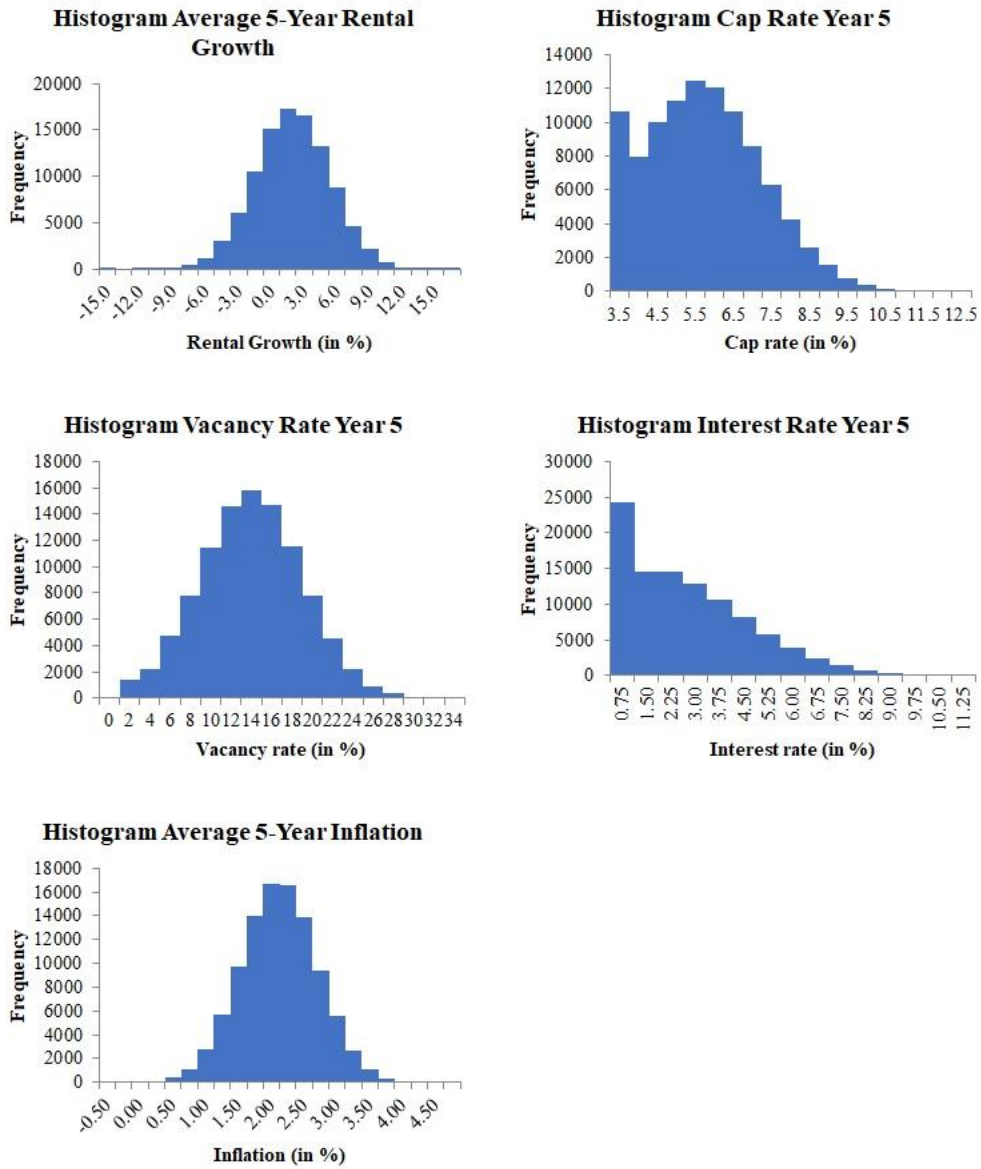 Histogram Average 5-Year Rental
Growth
20000
15000
10000
5000
0
Frequency
-15.0 -12.0 -9.0 -6.0 -3.0 0.0 3.0 6.0 9.0 12.0 15.0
Rental Growth (in %)
Histogram Cap Rate Year 5
14000
12000
10000
8000
6000
4000
2000
0
Frequency
3.5 4.5 5.5 6.5 7.5 8.5 9.5 10.5 11.5 12.5
Cap rate (in %)
Histogram Vacancy Rate Year 5
18000
16000
14000
12000
10000
8000
6000
4000
2000
0
Frequency
0 2 4 6 8 10 12 14 16 18 20 22 24 26 28 30 32 34
Vacancy rate (in %)
Histogram Interest Rate Year 5
30000
25000
20000
15000
10000
5000
0
Frequency
0.75 1.50 2.25 3.00 3.75 4.50 5.25 6.00 6.75 7.50 8.25 9.00 9.75 10.50 11.25
Interest rate (in %)
Histogram Average 5-Year Inflation
18000
16000
14000
12000
10000
8000
6000
4000
2000
0
Frequency
-0.50 0.00 0.50 1.00 1.50 2.00 2.50 3.00 3.50 4.00 4.50
Inflation (in %)